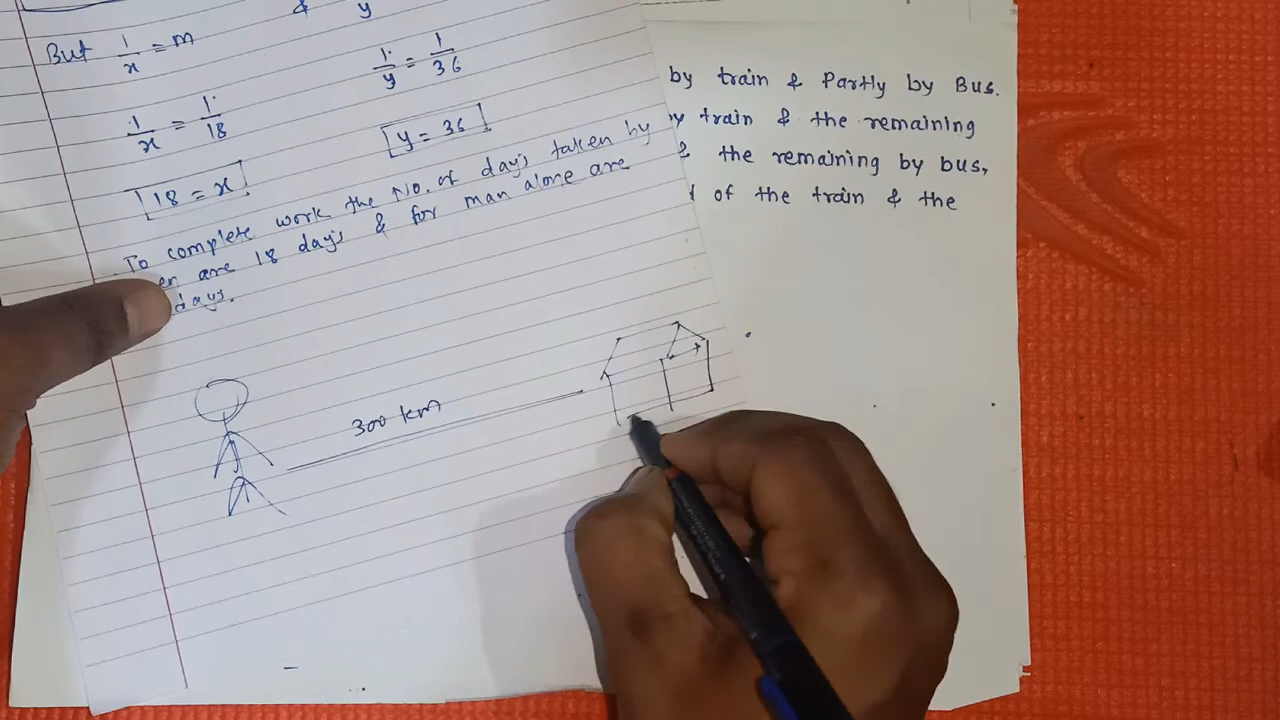 & y
But 1/x = m
1/y = 1/36
1/x = 1/18
[y = 36]
[18 = x]
To complete work the No. of days taken by
en are 18 days & for man alone are
days.
300 km
by train & Partly by Bus.
y train & the remaining
& the remaining by bus,
of the train & the